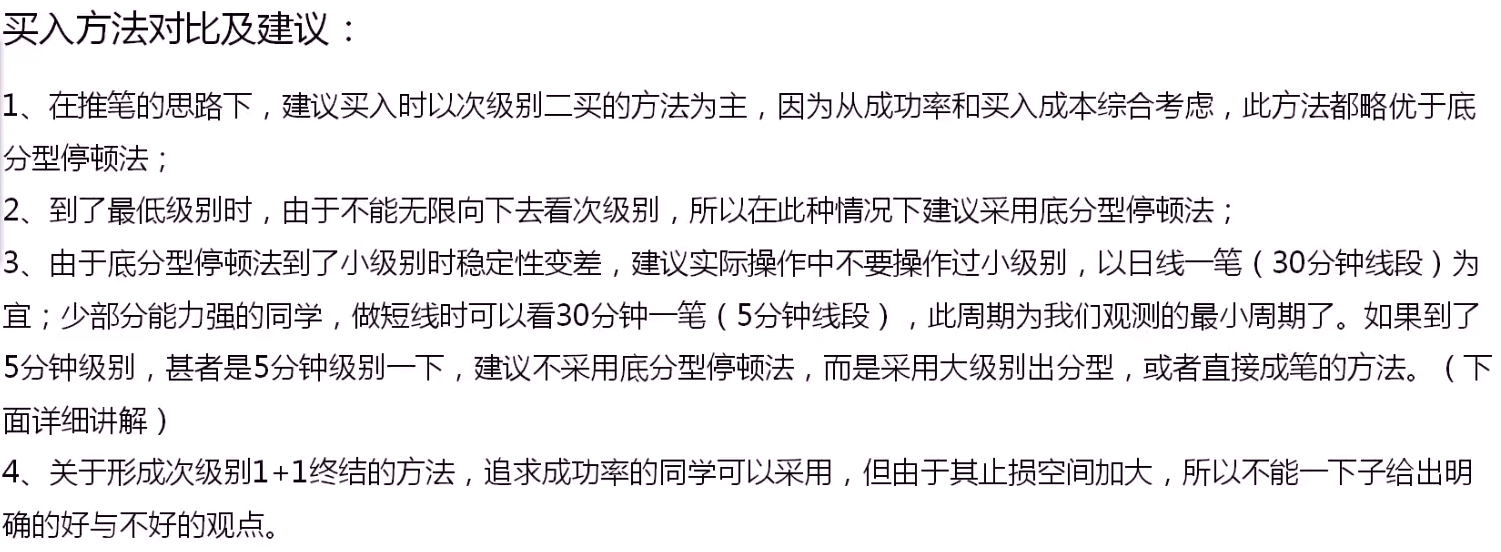 买入方法对比及建议：
1、在推笔的思路下，建议买入时以次级别二买的方法为主，因为从成功率和买入成本综合考虑，此方法都略优于底
分型停顿法；
2、到了最低级别时，由于不能无限向下去看次级别，所以在此种情况下建议采用底分型停顿法；
3、由于底分型停顿法到了小级别时稳定性变差，建议实际操作中不要操作过小级别，以日线一笔（30分钟线段）为
宜；少部分能力强的同学，做短线时可以看30分钟一笔（5分钟线段），此周期为我们观测的最小周期了。如果到了
5分钟级别，甚者是5分钟级别一下，建议不采用底分型停顿法，而是采用大级别出分型，或者直接成笔的方法。（下
面详细讲解）
4、关于形成次级别1+1终结的方法，追求成功率的同学可以采用，但由于其止损空间加大，所以不能一下子给出明
确的好与不好的观点。